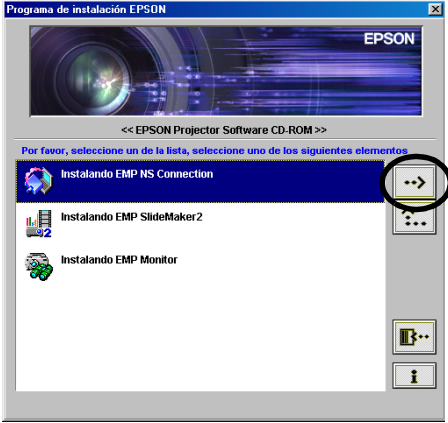 Programa de instalación EPSON
EPSON
<< EPSON Projector Software CD-ROM >>
Por favor, seleccione un de la lista, seleccione uno de los siguientes elementos
Instalando EMP NS Connection
Instalando EMP SlideMaker2
2
Instalando EMP Monitor
i